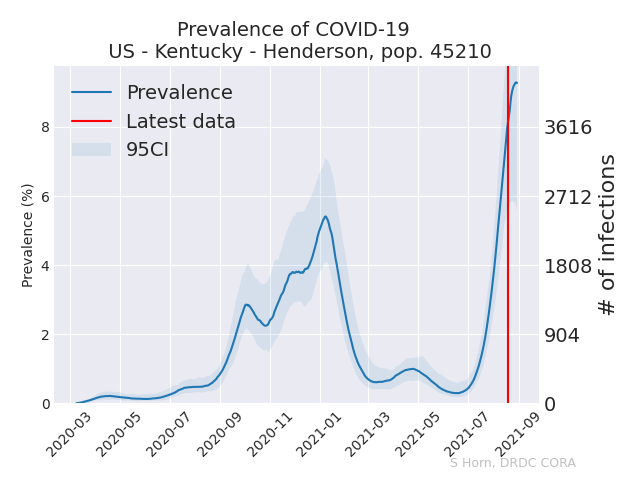 Prevalence of COVID-19
US - Kentucky - Henderson, pop. 45210
Prevalence
Latest data
95CI
Prevalence (%)
8
6
4
2
0
3616
2712
1808
904
0
# of infections
2020-03
2020-05
2020-07
2020-09
2020-11
2021-01
2021-03
2021-05
2021-07
2021-09
S Horn, DRDC CORA